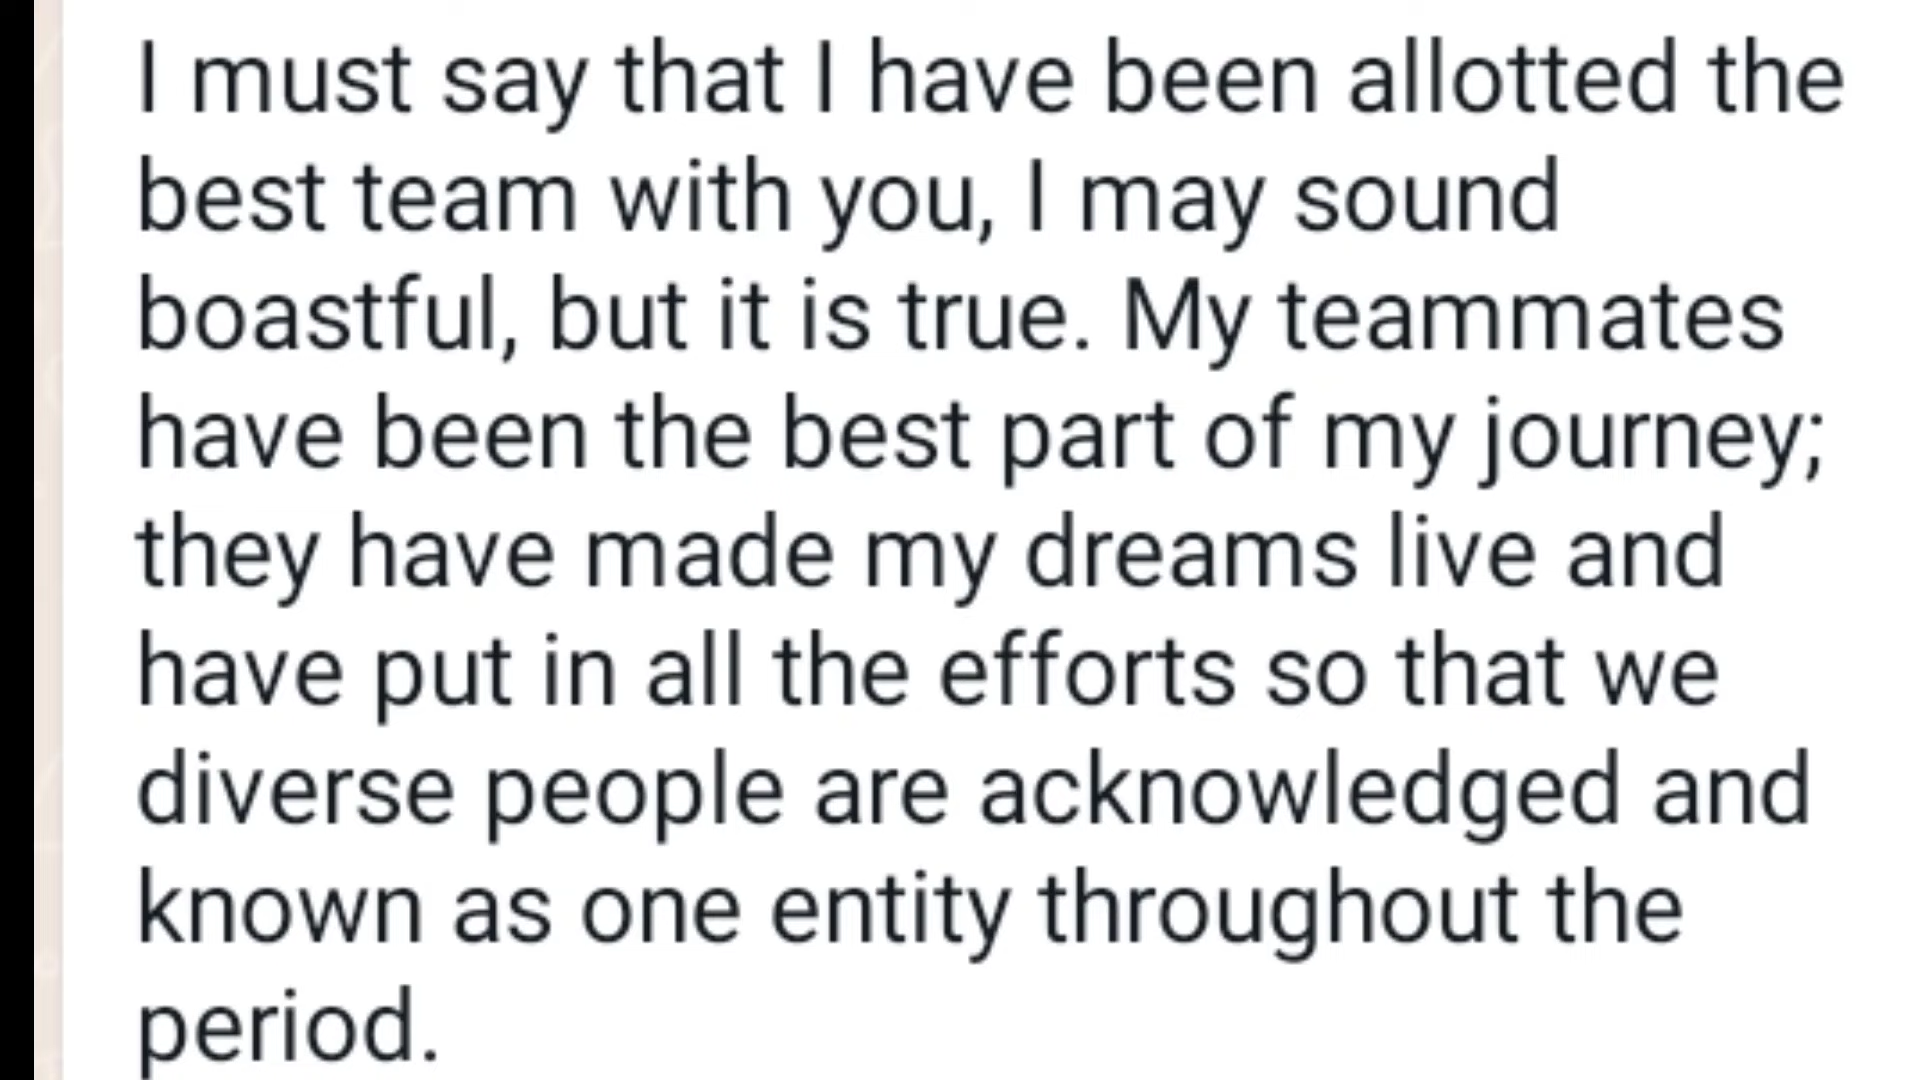 I must say that I have been allotted the
best team with you, I may sound
boastful, but it is true. My teammates
have been the best part of my journey;
they have made my dreams live and
have put in all the efforts so that we
diverse people are acknowledged and
known as one entity throughout the
period.